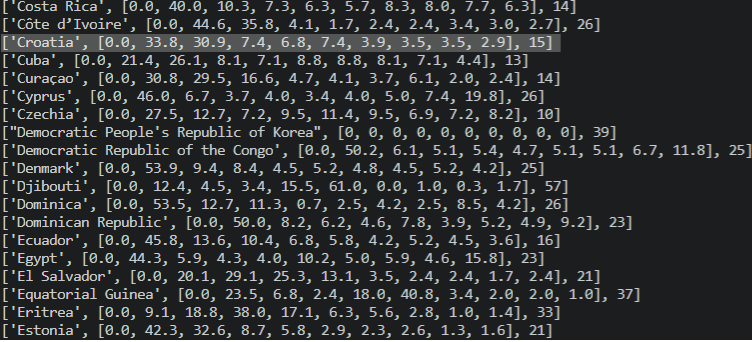 ['Costa Rica', [0.0, 40.0, 10.3, 7.3, 6.3, 5.7, 8.3, 8.0, 7.7, 6.3], 14]
['Côte d’Ivoire', [0.0, 44.6, 35.8, 4.1, 1.7, 2.4, 2.4, 3.4, 3.0, 2.7], 26]
['Croatia', [0.0, 33.8, 30.9, 7.4, 6.8, 7.4, 3.9, 3.5, 3.5, 2.9], 15]
['Cuba', [0.0, 21.4, 26.1, 8.1, 7.1, 8.8, 8.8, 8.1, 7.1, 4.4], 13]
['Curaçao', [0.0, 30.8, 29.5, 16.6, 4.7, 4.1, 3.7, 6.1, 2.0, 2.4], 14]
['Cyprus', [0.0, 46.0, 6.7, 3.7, 4.0, 3.4, 4.0, 5.0, 7.4, 19.8], 26]
['Czechia', [0.0, 27.5, 12.7, 7.2, 9.5, 11.4, 9.5, 6.9, 7.2, 8.2], 10]
["Democratic People's Republic of Korea", [0, 0, 0, 0, 0, 0, 0, 0, 0, 0], 39]
['Democratic Republic of the Congo', [0.0, 50.2, 6.1, 5.1, 5.4, 4.7, 5.1, 5.1, 6.7, 11.8], 25]
['Denmark', [0.0, 53.9, 9.4, 8.4, 4.5, 5.2, 4.8, 4.5, 5.2, 4.2], 25]
['Djibouti', [0.0, 12.4, 4.5, 3.4, 15.5, 61.0, 0.0, 1.0, 0.3, 1.7], 57]
['Dominica', [0.0, 53.5, 12.7, 11.3, 0.7, 2.5, 4.2, 2.5, 8.5, 4.2], 26]
['Dominican Republic', [0.0, 50.0, 8.2, 6.2, 4.6, 7.8, 3.9, 5.2, 4.9, 9.2], 23]
['Ecuador', [0.0, 45.8, 13.6, 10.4, 6.8, 5.8, 4.2, 5.2, 4.5, 3.6], 16]
['Egypt', [0.0, 44.3, 5.9, 4.3, 4.0, 10.2, 5.0, 5.9, 4.6, 15.8], 23]
['El Salvador', [0.0, 20.1, 29.1, 25.3, 13.1, 3.5, 2.4, 2.4, 1.7, 2.4], 21]
['Equatorial Guinea', [0.0, 23.5, 6.8, 2.4, 18.0, 40.8, 3.4, 2.0, 2.0, 1.0], 37]
['Eritrea', [0.0, 9.1, 18.8, 38.0, 17.1, 6.3, 5.6, 2.8, 1.0, 1.4], 33]
['Estonia', [0.0, 42.3, 32.6, 8.7, 5.8, 2.9, 2.3, 2.6, 1.3, 1.6], 21]